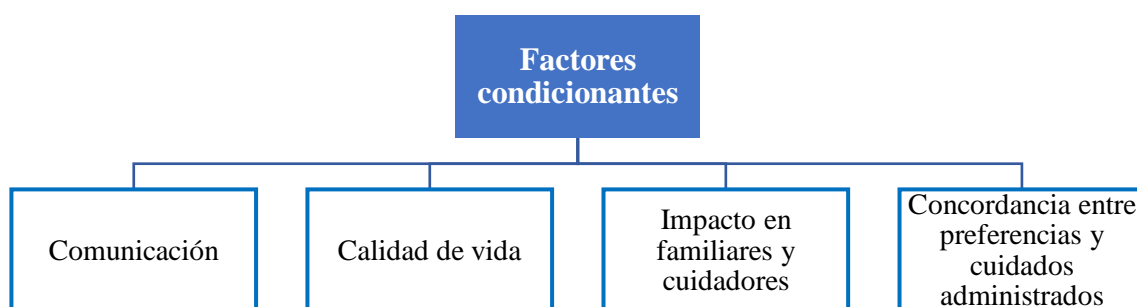 Factores
condicionantes
Comunicación
Calidad de vida
Impacto en
familiares y
cuidadores
Concordancia entre
preferencias y
cuidados
administrados